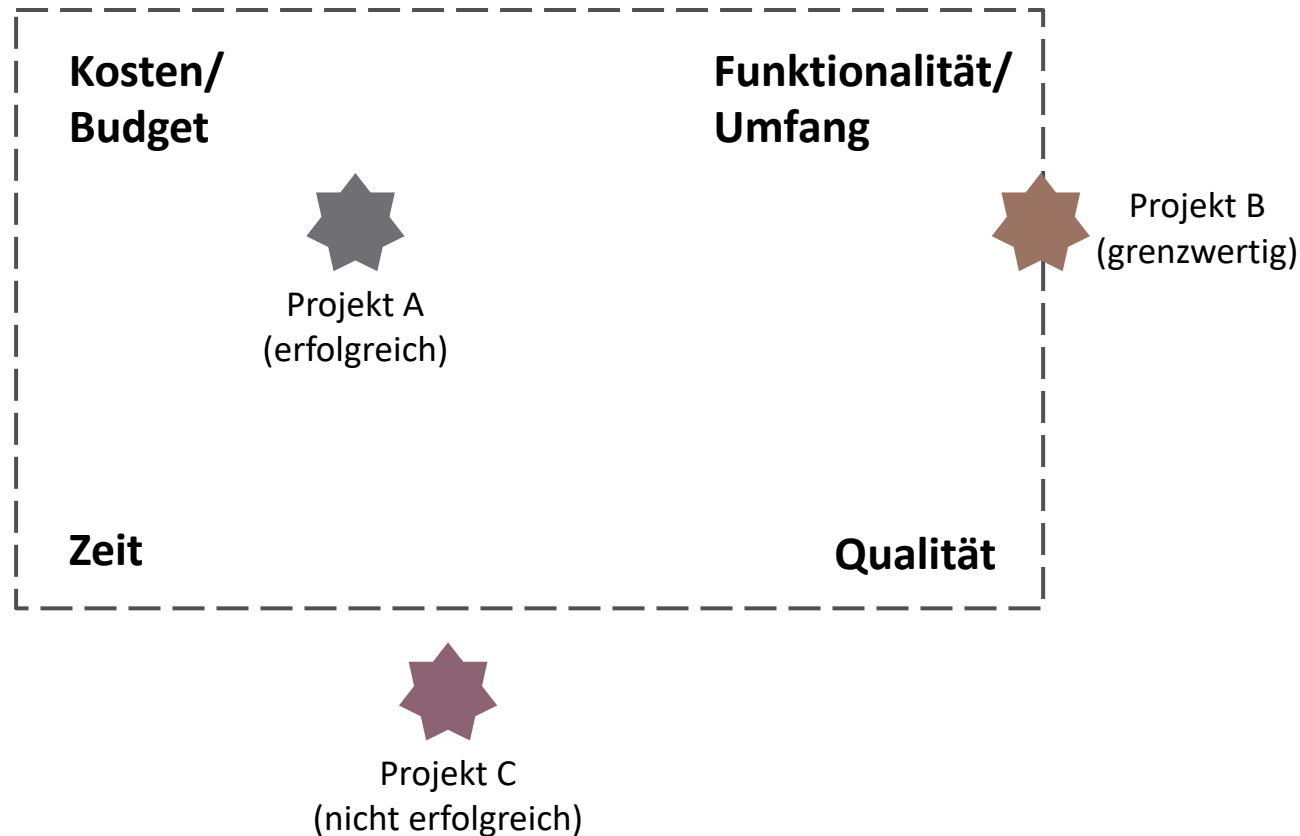 Kosten/
Budget
Funktionalität/
Umfang
Projekt A
(erfolgreich)
Projekt B
(grenzwertig)
Zeit
Qualität
Projekt C
(nicht erfolgreich)